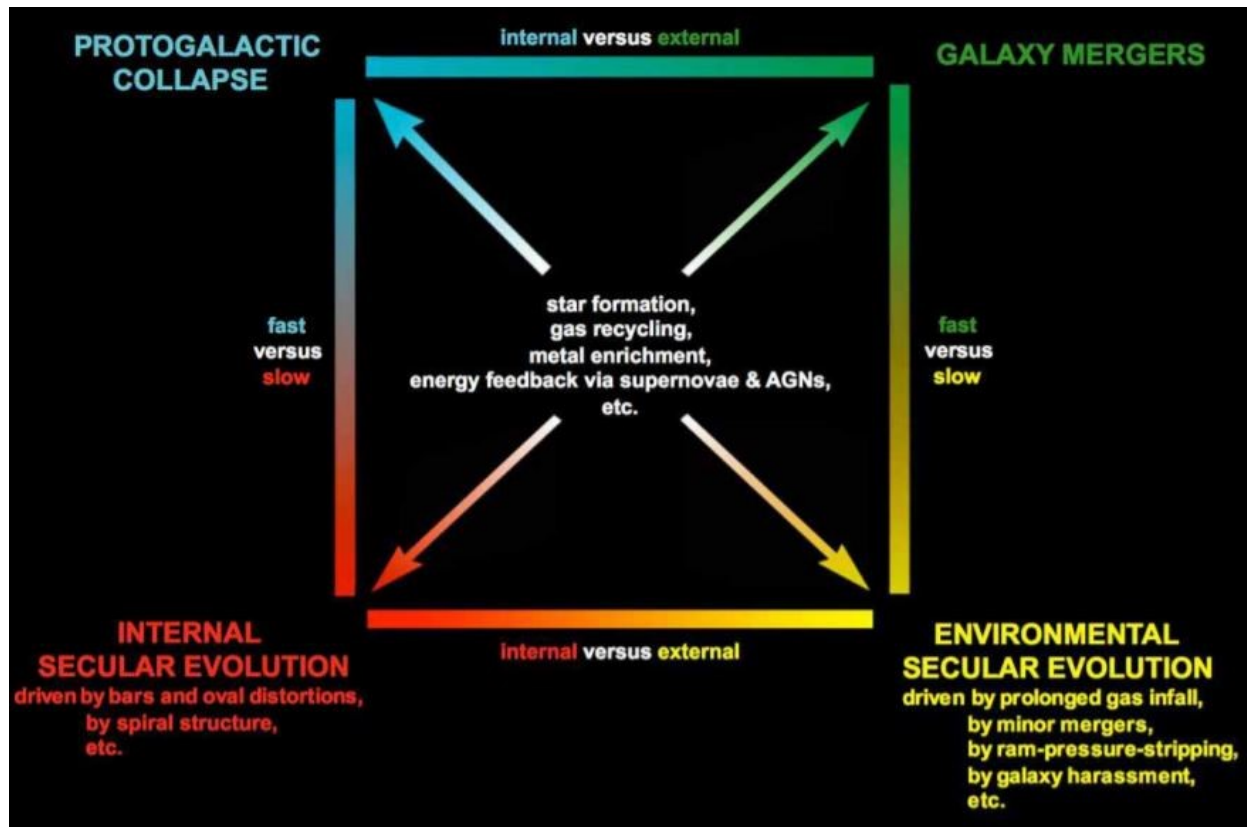 PROTOGALACTIC
COLLAPSE
internal versus external
GALAXY MERGERS
fast
versus
slow
star formation,
gas recycling,
metal enrichment,
energy feedback via supernovae & AGNs,
etc.
fast
versus
slow
INTERNAL
SECULAR EVOLUTION
driven by bars and oval distortions,
by spiral structure,
etc.
internal versus external
ENVIRONMENTAL
SECULAR EVOLUTION
driven by prolonged gas infall,
by minor mergers,
by ram-pressure-stripping,
by galaxy harassment,
etc.